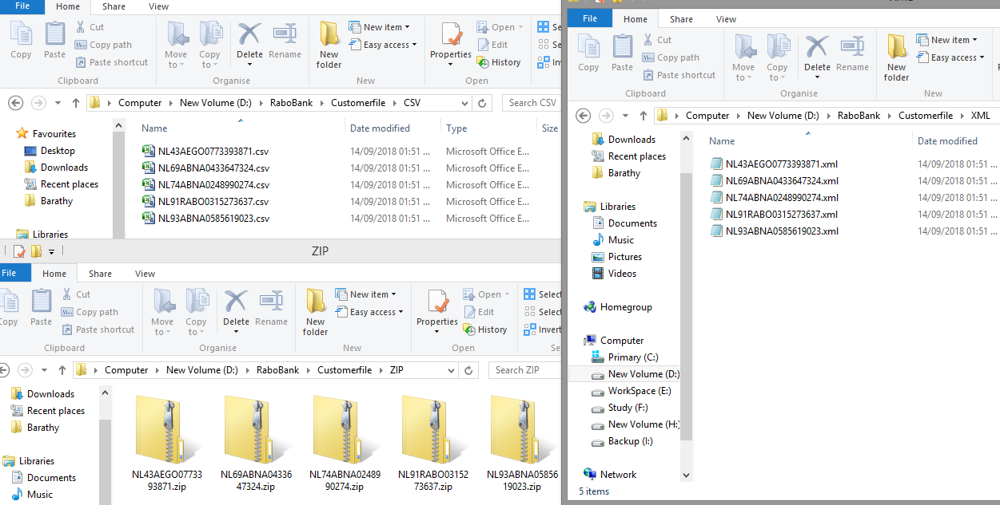 File Home Share View
Copy Paste Cut Copy path Paste shortcut Move to Copy to Delete Rename New folder New item Easy access Properties Open Edit History
Clipboard Organise New Open
Computer New Volume (D:) RaboBank Customerfile CSV Search CSV
Favourites
Desktop
Downloads
Recent places
Barathy
Libraries
Name Date modified Type Size
NL43AEGO0773393871.csv 14/09/2018 01:51 ... Microsoft Office E...
NL69ABNA0433647324.csv 14/09/2018 01:51 ... Microsoft Office E...
NL74ABNA0248990274.csv 14/09/2018 01:51 ... Microsoft Office E...
NL91RABO0315273637.csv 14/09/2018 01:51 ... Microsoft Office E...
NL93ABNA0585619023.csv 14/09/2018 01:51 ... Microsoft Office E...
ZIP
File Home Share View
Copy Paste Cut Copy path Paste shortcut Move to Copy to Delete Rename New folder New item Easy access Properties Open Edit History Select Select Invert
Clipboard Organise New Open Se
Computer New Volume (D:) RaboBank Customerfile ZIP Search ZIP
Downloads
Recent places
Barathy
Libraries
Documents
Music
NL43AEGO07733
93871.zip
NL69ABNA04336
47324.zip
NL74ABNA02489
90274.zip
NL91RABO03152
73637.zip
NL93ABNA05856
19023.zip
File Home Share View
Copy Paste Cut Copy path Paste shortcut Move to Copy to Delete Rename New folder New item Easy access
Clipboard Organise New
Computer New Volume (D:) RaboBank Customerfile XML
Downloads
Recent places
Barathy
Libraries
Documents
Music
Pictures
Videos
Homegroup
Computer
Primary (C:)
New Volume (D:)
WorkSpace (E:)
Study (F:)
New Volume (H:)
Backup (I:)
Network
5 items
Name Date modified
NL43AEGO0773393871.xml 14/09/2018 01:51 ...
NL69ABNA0433647324.xml 14/09/2018 01:51 ...
NL74ABNA0248990274.xml 14/09/2018 01:51 ...
NL91RABO0315273637.xml 14/09/2018 01:51 ...
NL93ABNA0585619023.xml 14/09/2018 01:51 ...